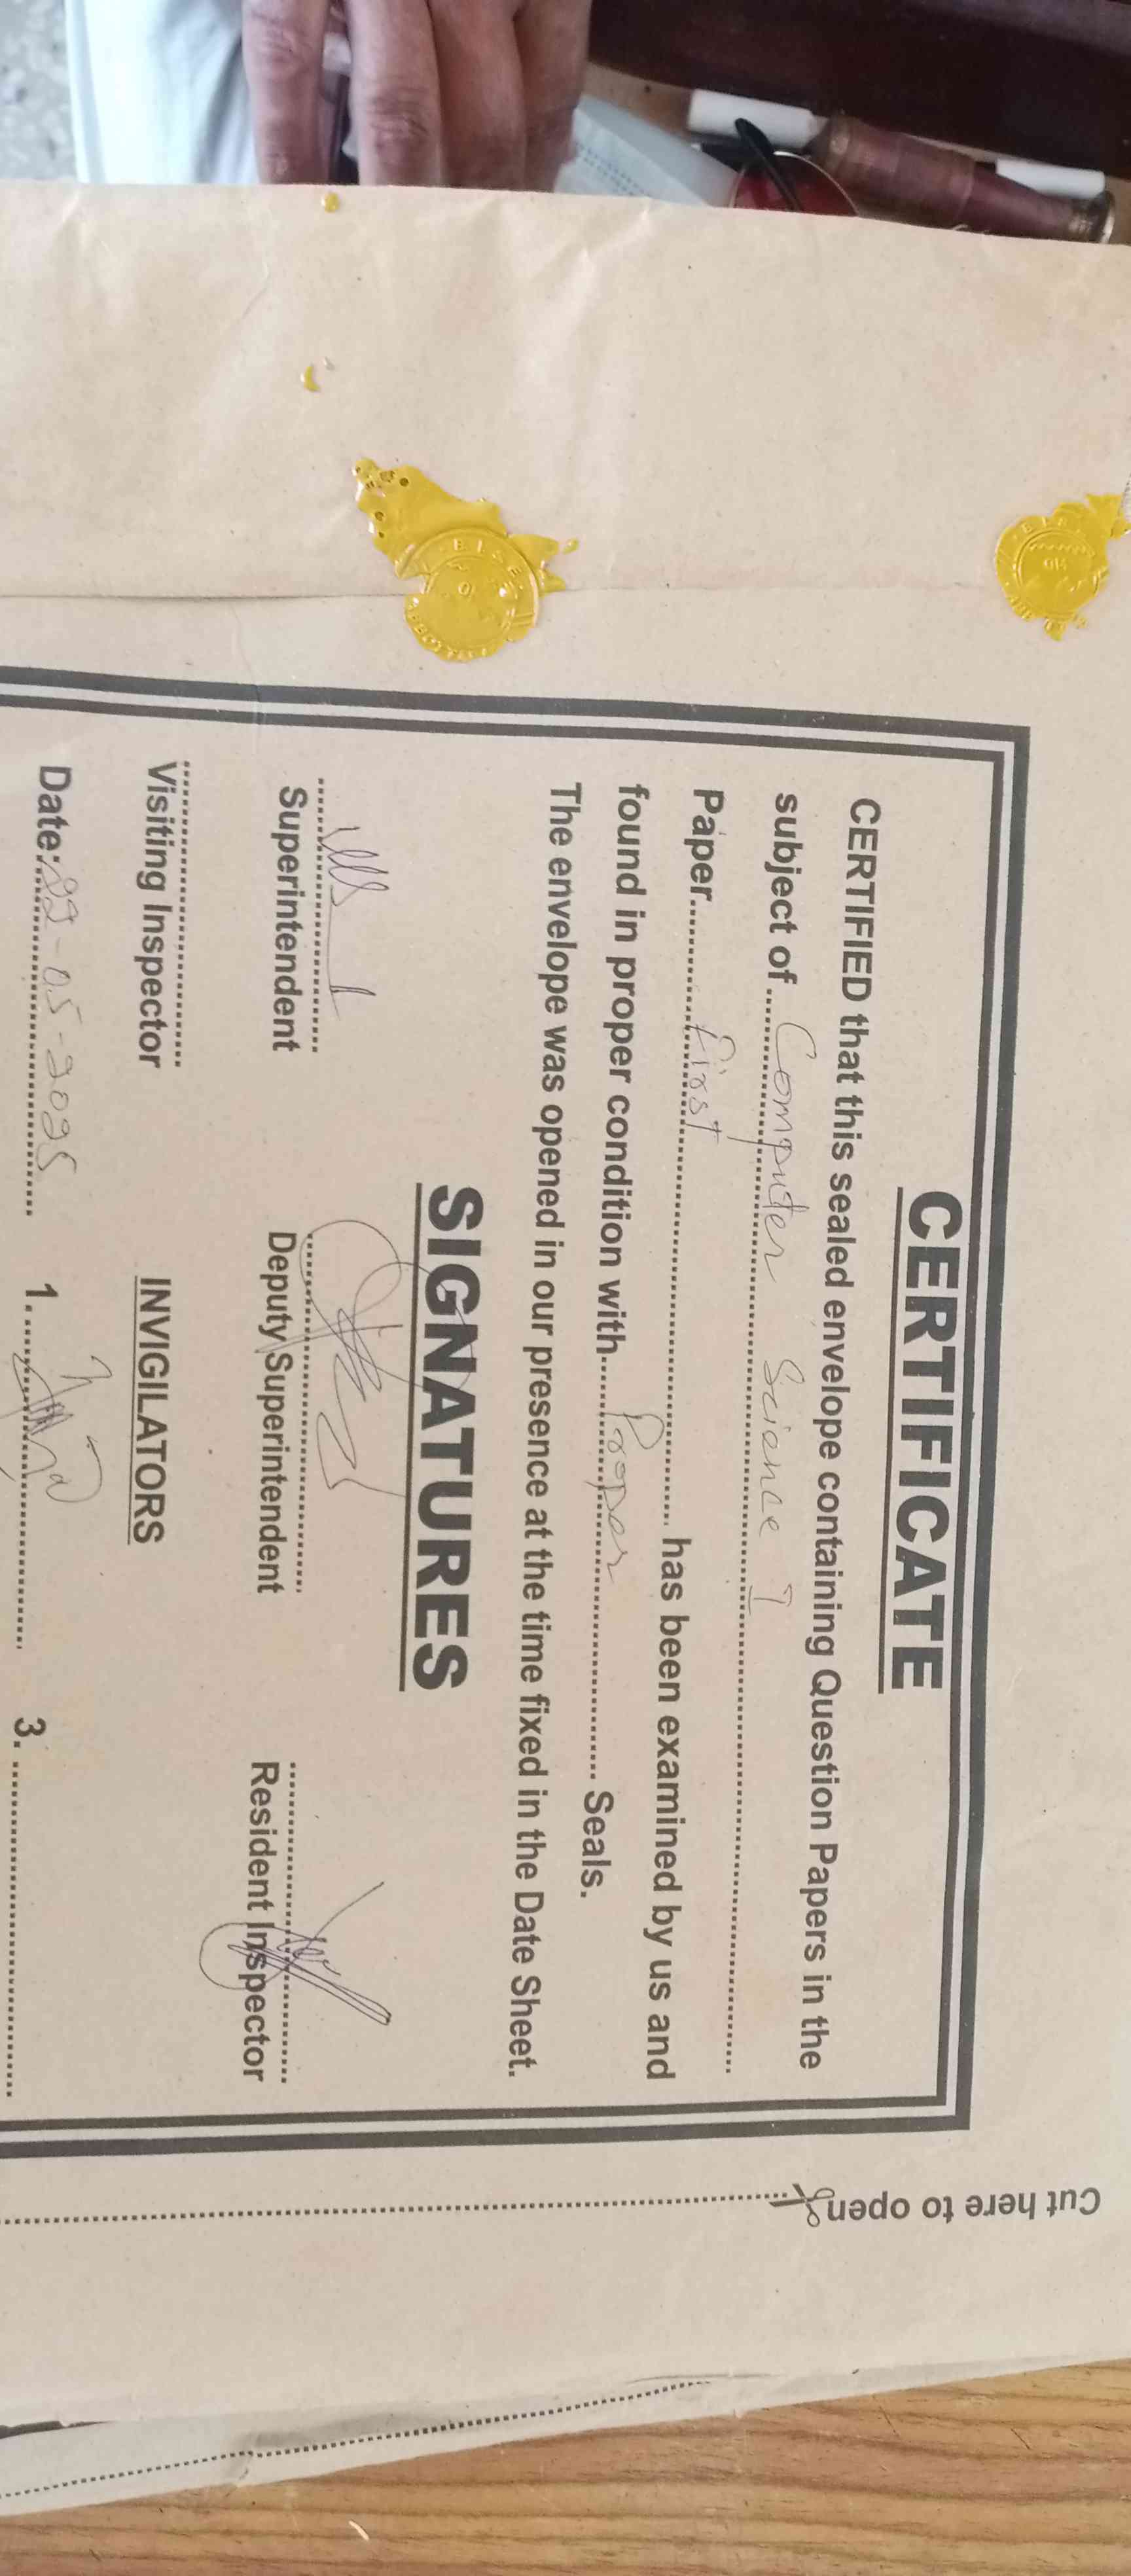 CERTIFICATE
CERTIFIED that this sealed envelope containing Question Papers in the
subject of Computer Science I
Paper First has been examined by us and
found in proper condition with Proper Seals.
The envelope was opened in our presence at the time fixed in the Date Sheet.
SIGNATURES
Superintendent Deputy Superintendent Resident Inspector
Visiting Inspector INVIGILATORS
Date: 22-05-2025 1. 3.
Cut here to open
B.I.S.E